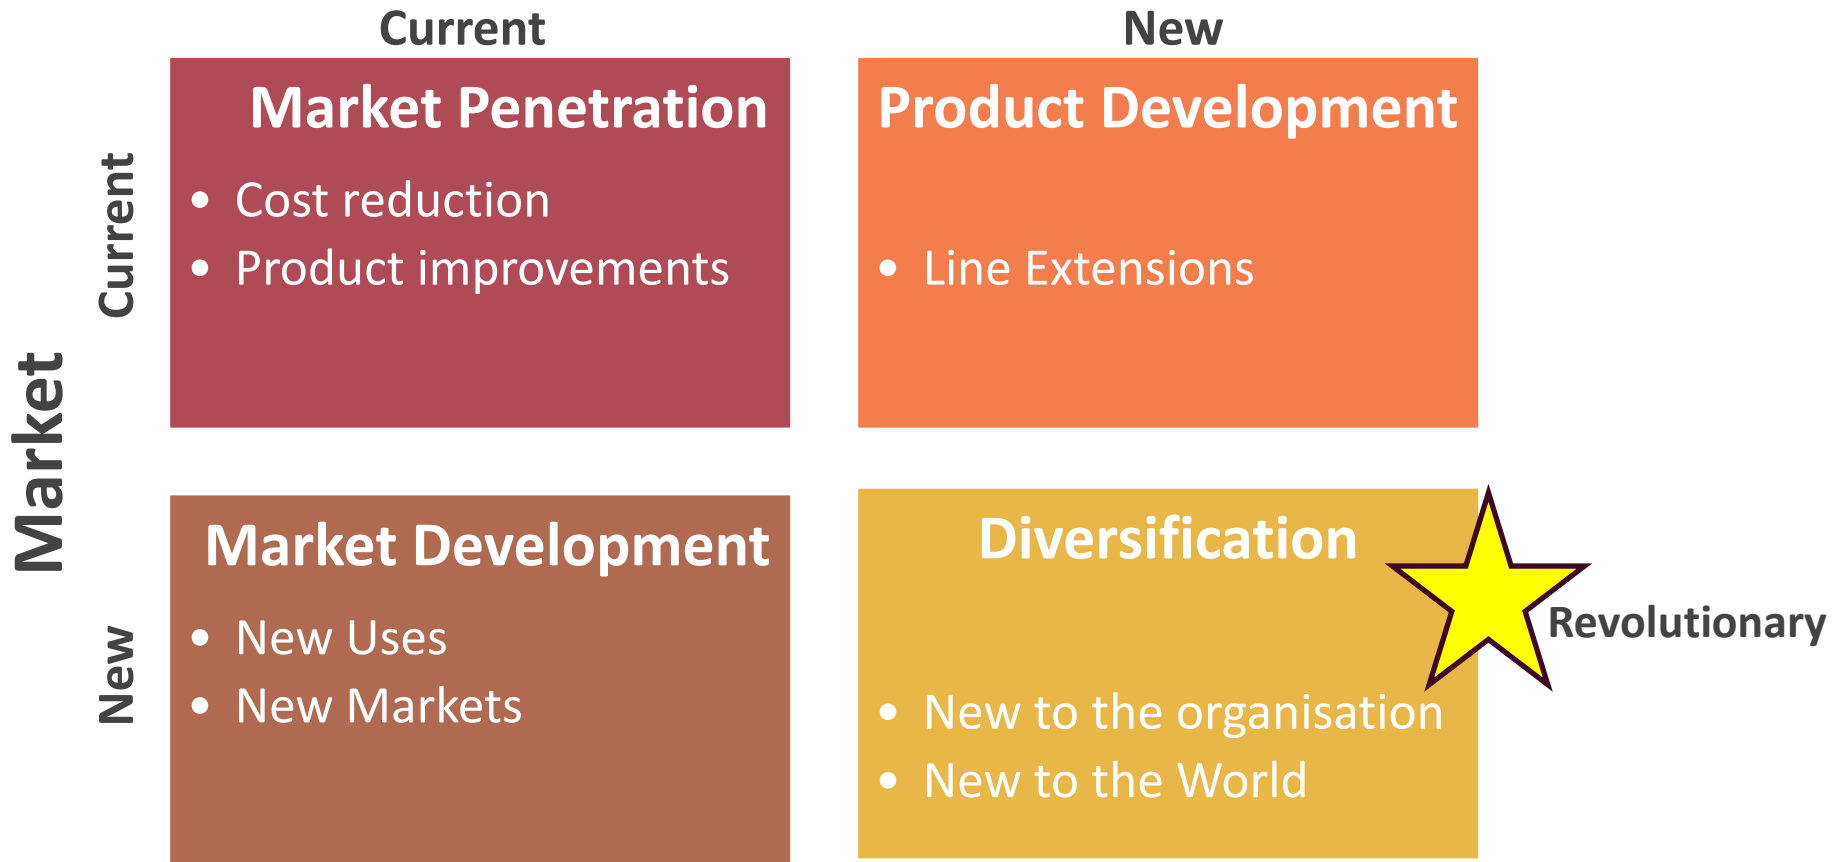 Current
New
Market
Current
Market Penetration
• Cost reduction
• Product improvements
Product Development
• Line Extensions
New
Market Development
• New Uses
• New Markets
Diversification
• New to the organisation
• New to the World
Revolutionary